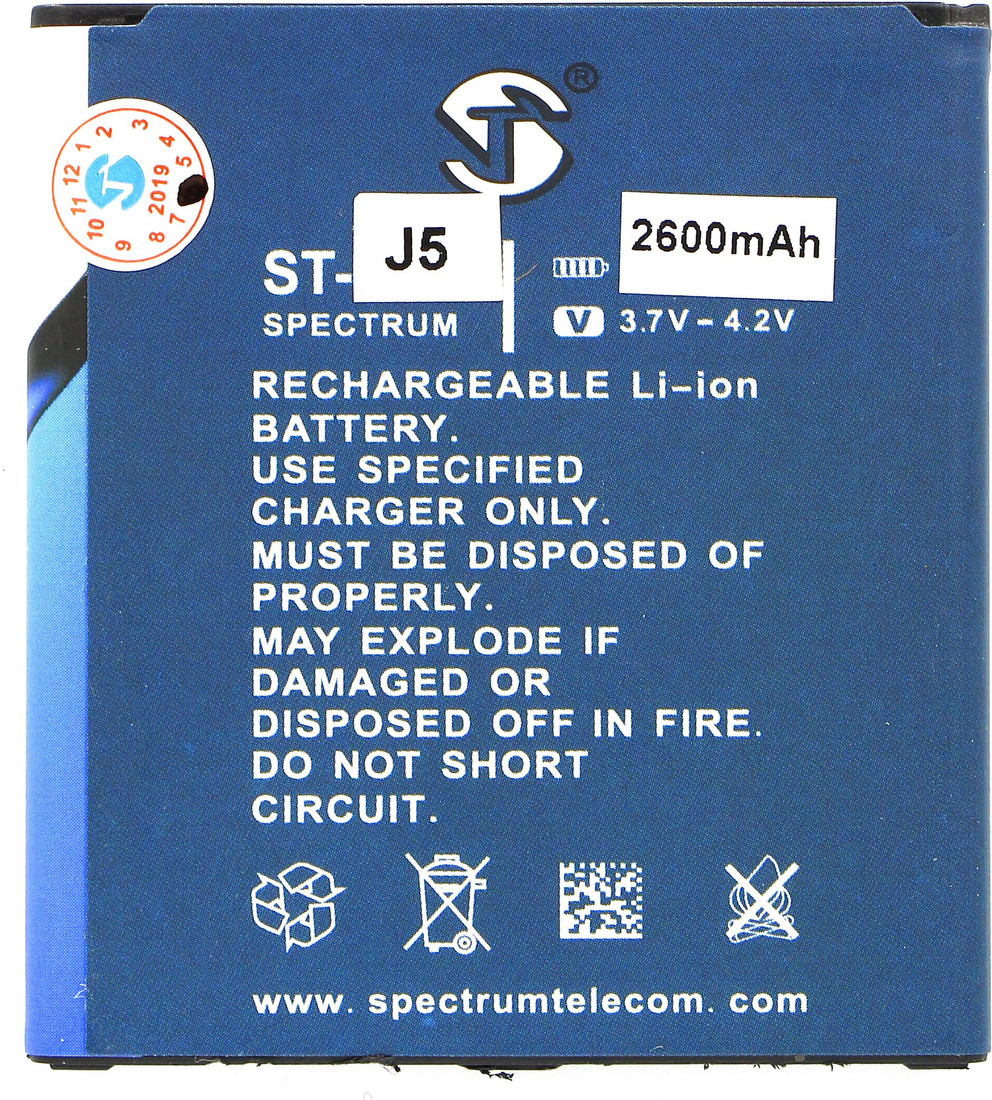 ®
ST-
J5
SPECTRUM
2600mAh
V 3.7V – 4.2V
RECHARGEABLE Li–ion
BATTERY.
USE SPECIFIED
CHARGER ONLY.
MUST BE DISPOSED OF
PROPERLY.
MAY EXPLODE IF
DAMAGED OR
DISPOSED OFF IN FIRE.
DO NOT SHORT
CIRCUIT.
www. spectrumtelecom. com
1 2 3 4 5 7 8 9 10 11 12
2019